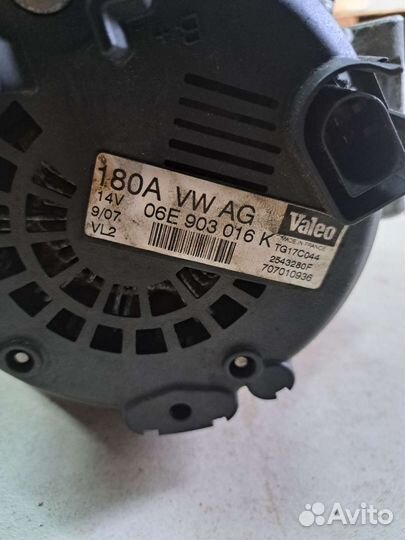 B+
180A VW AG
14V 06E 903 016 K
9/07
VL2
Valeo
MADE IN FRANCE
TG17C044
2543280F
707010936
Avito